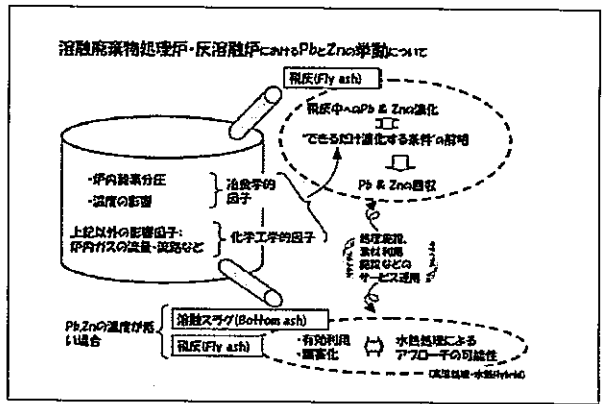 溶融廃棄物処理炉・灰溶融炉におけるPbとZnの挙動について
飛灰(Fly ash)
飛灰中へのPb & Znの濃化
"できるだけ濃化する条件"の解明
Pb & Znの回収
・炉内酸素分圧
・温度の影響
冶金学的
因子
上記以外の影響因子:
炉内ガスの流量・流路など
化学工学的因子
処理施設、
素材利用
施設などの
サービス運用
Pb,Znの濃度が低
い場合
溶融スラグ(Bottom ash)
飛灰(Fly ash)
・有効利用
・無害化
水熱処理による
アプローチの可能性